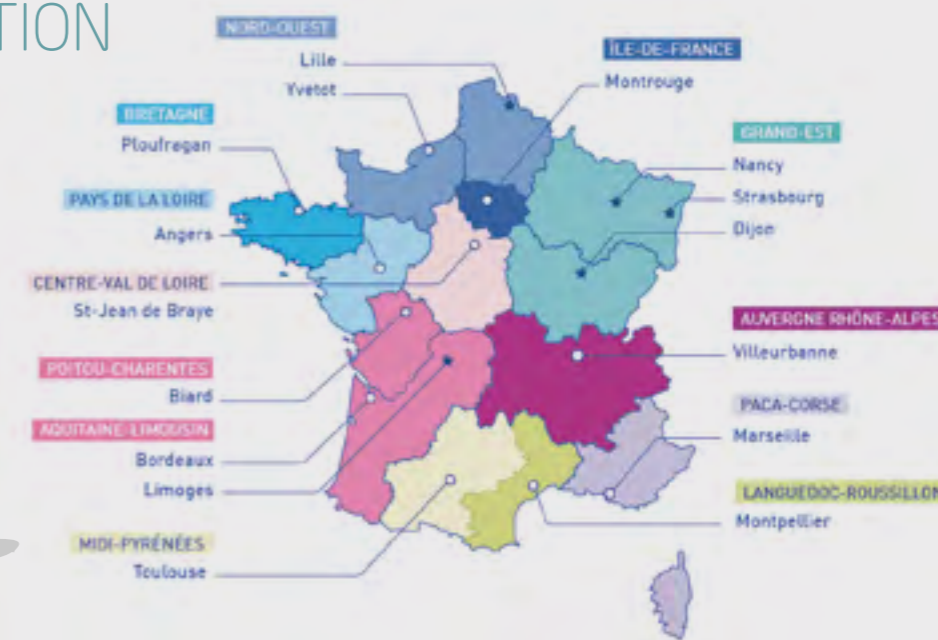 TION
NORD-OUEST
Lille
Yvetot
BRETAGNE
Ploufragan
PAYS DE LA LOIRE
Angers
CENTRE-VAL DE LOIRE
St-Jean de Braye
POITOU-CHARENTES
Biard
AQUITAINE-LIMOUSIN
Bordeaux
Limoges
MIDI-PYRÉNÉES
Toulouse
ÎLE-DE-FRANCE
Montrouge
GRAND-EST
Nancy
Strasbourg
Dijon
AUVERGNE RHÔNE-ALPES
Villeurbanne
PACA-CORSE
Marseille
LANGUEDOC-ROUSSILLON
Montpellier